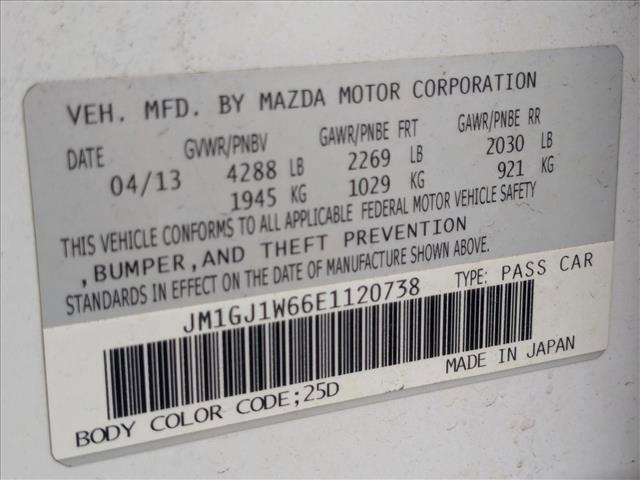 VEH. MFD. BY MAZDA MOTOR CORPORATION
DATE GVWR/PNBV GAWR/PNBE FRT GAWR/PNBE RR
04/13 4288 LB 2269 LB 2030 LB
1945 KG 1029 KG 921 KG
THIS VEHICLE CONFORMS TO ALL APPLICABLE FEDERAL MOTOR VEHICLE SAFETY
,BUMPER,AND THEFT PREVENTION
STANDARDS IN EFFECT ON THE DATE OF MANUFACTURE SHOWN ABOVE.
JM1GJ1W66E1120738 TYPE: PASS CAR
BODY COLOR CODE;25D MADE IN JAPAN